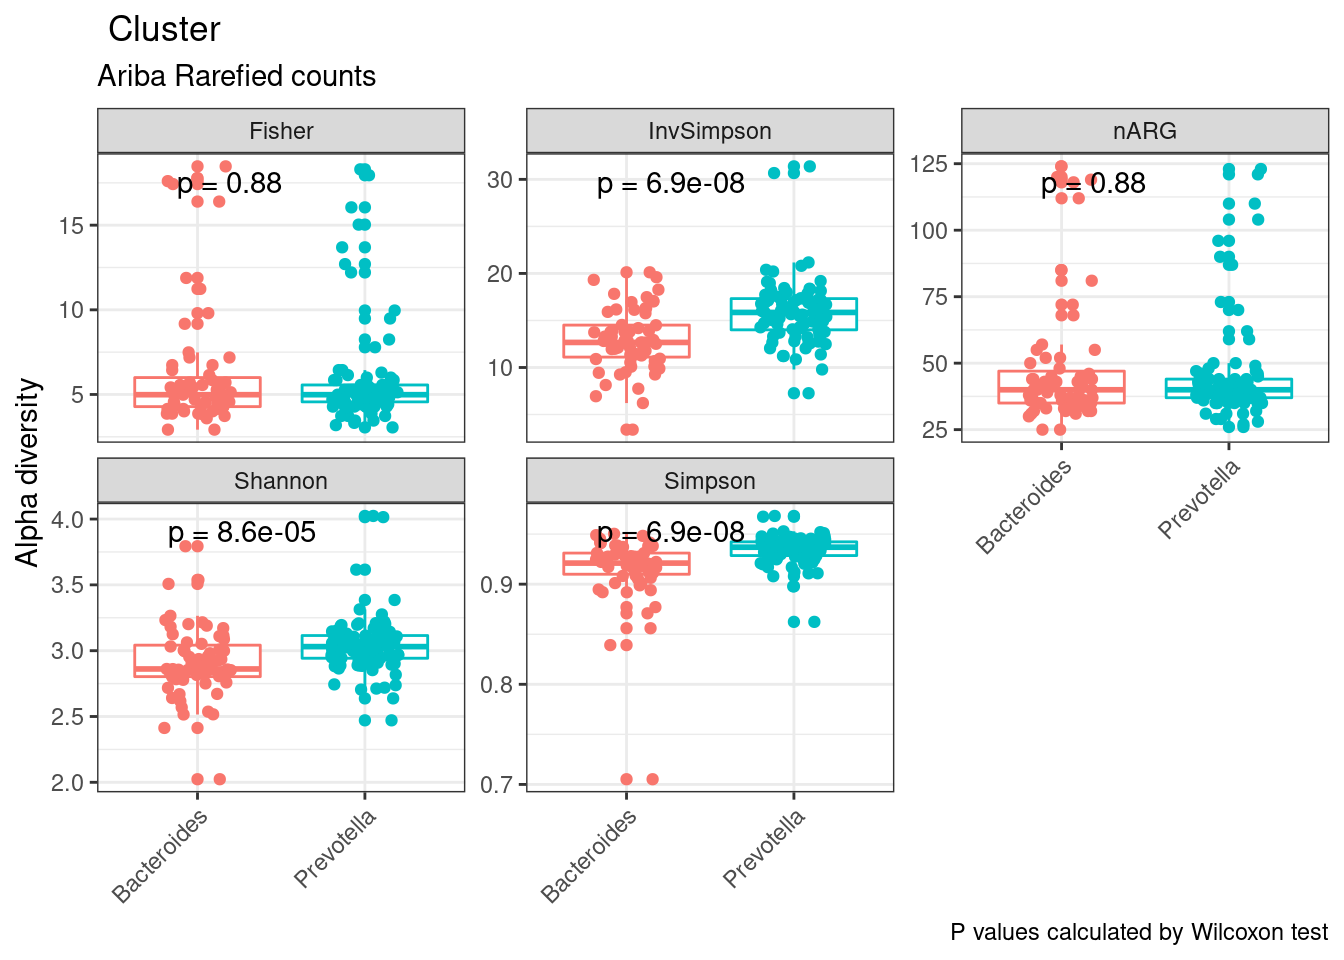 Cluster
Ariba Rarefied counts
Fisher
InvSimpson
nARG
p = 0.88
p = 6.9e-08
p = 0.88
15
10
5
30
20
10
125
100
75
50
25
Bacteroides
Prevotella
Alpha diversity
Shannon
Simpson
p = 8.6e-05
p = 6.9e-08
4.0
3.5
3.0
2.5
2.0
0.9
0.8
0.7
Bacteroides
Prevotella
Bacteroides
Prevotella
P values calculated by Wilcoxon test